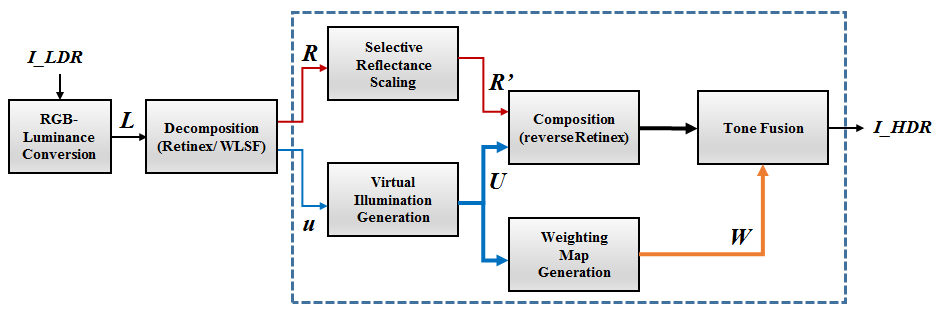 I_LDR
RGB-
Luminance
Conversion
L
Decomposition
(Retinex/ WLSF)
R
u
Selective
Reflectance
Scaling
R’
Virtual
Illumination
Generation
U
Composition
(reverseRetinex)
Weighting
Map
Generation
W
Tone Fusion
I_HDR